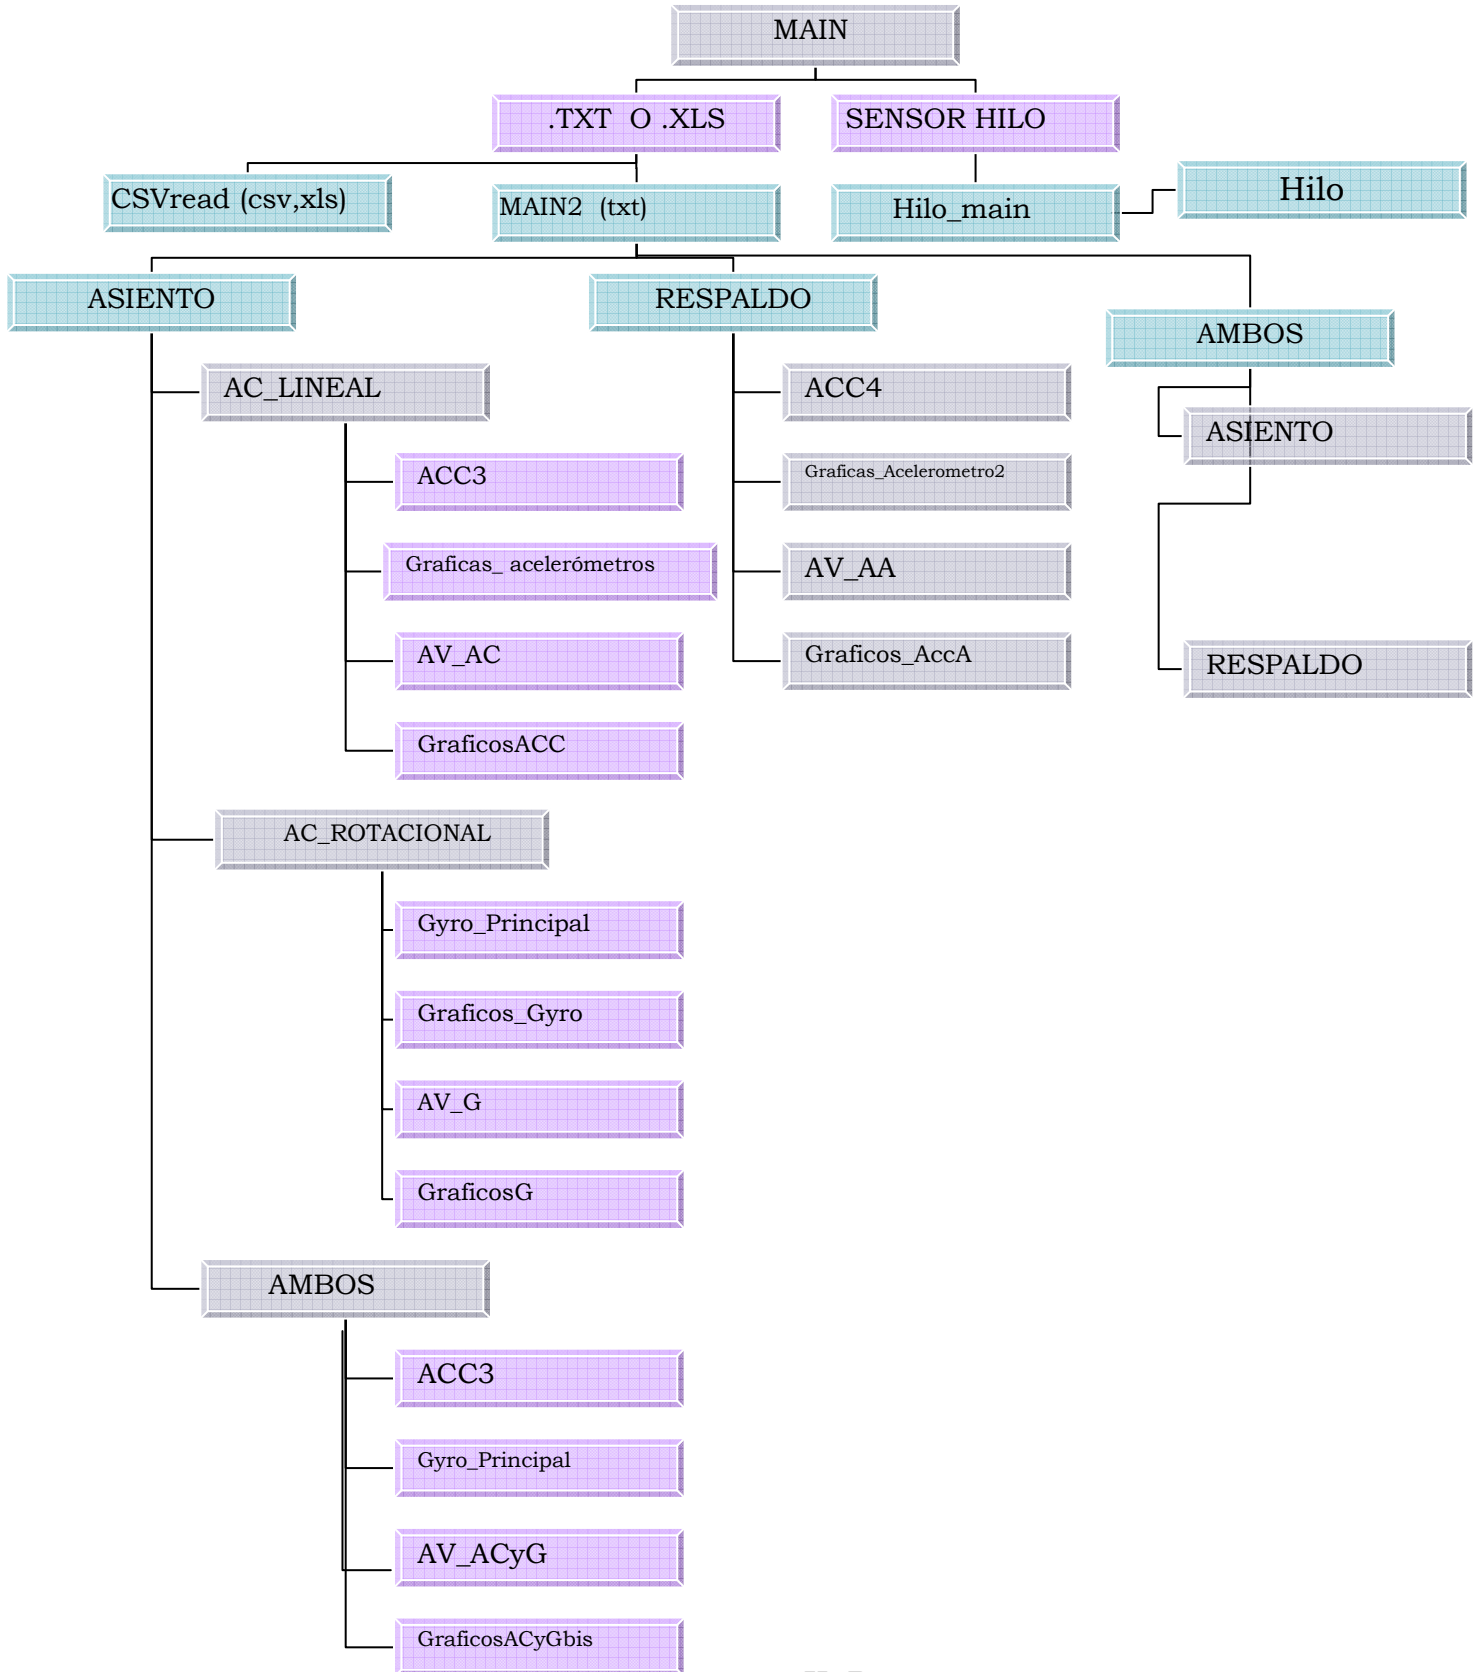 MAIN
.TXT O .XLS
SENSOR HILO
CSVread (csv,xls)
MAIN2 (txt)
Hilo_main
Hilo
ASIENTO
RESPALDO
AMBOS
AC_LINEAL
ACC3
Graficas_ acelerómetros
AV_AC
GraficosACC
ACC4
Graficas_Acelerometro2
AV_AA
Graficos_AccA
ASIENTO
RESPALDO
AC_ROTACIONAL
Gyro_Principal
Graficos_Gyro
AV_G
GraficosG
AMBOS
ACC3
Gyro_Principal
AV_ACyG
GraficosACyGbis